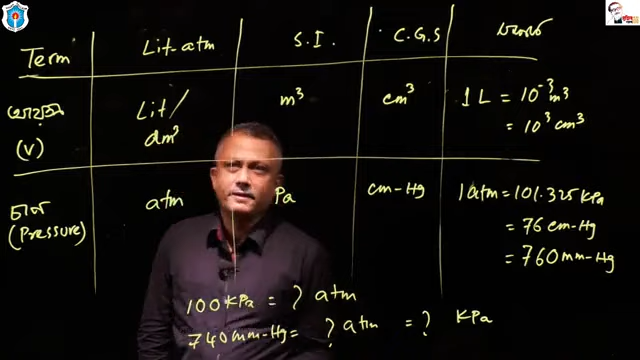 Term Lit-atm S.I. C.G.S
আয়তন Lit/ m³ cm³ 1 L = 10⁻³ m³
(V) dm³ = 10³ cm³
চাপ atm Pa cm-Hg 1 atm = 101.325 KPa
(Pressure) = 76 cm-Hg
= 760 mm-Hg
100 KPa = ? atm
740 mm-Hg = ? atm = ? KPa